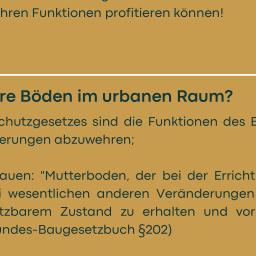 hren Funktionen profitieren können!
re Böden im urbanen Raum?
chutzgesetzes sind die Funktionen des B
erungen abzuwehren;
auen: "Mutterboden, der bei der Erricht
i wesentlichen anderen Veränderungen
tzbarem Zustand zu erhalten und vor
undes-Baugesetzbuch §202)